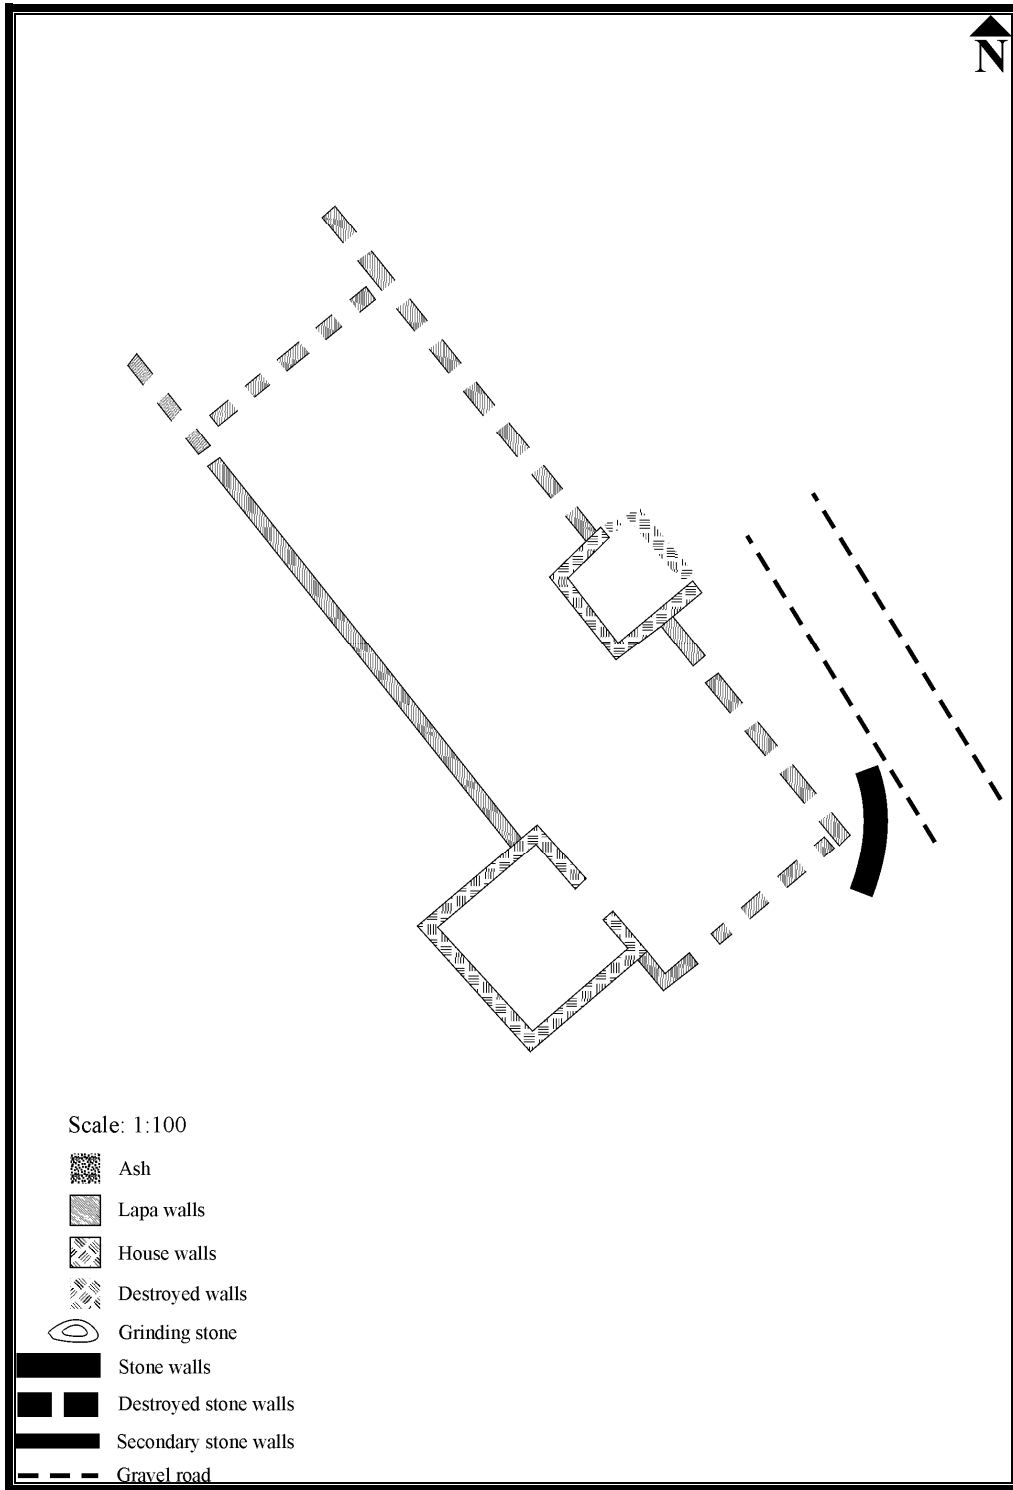 N
Scale: 1:100
Ash
Lapa walls
House walls
Destroyed walls
Grinding stone
Stone walls
Destroyed stone walls
Secondary stone walls
Gravel road